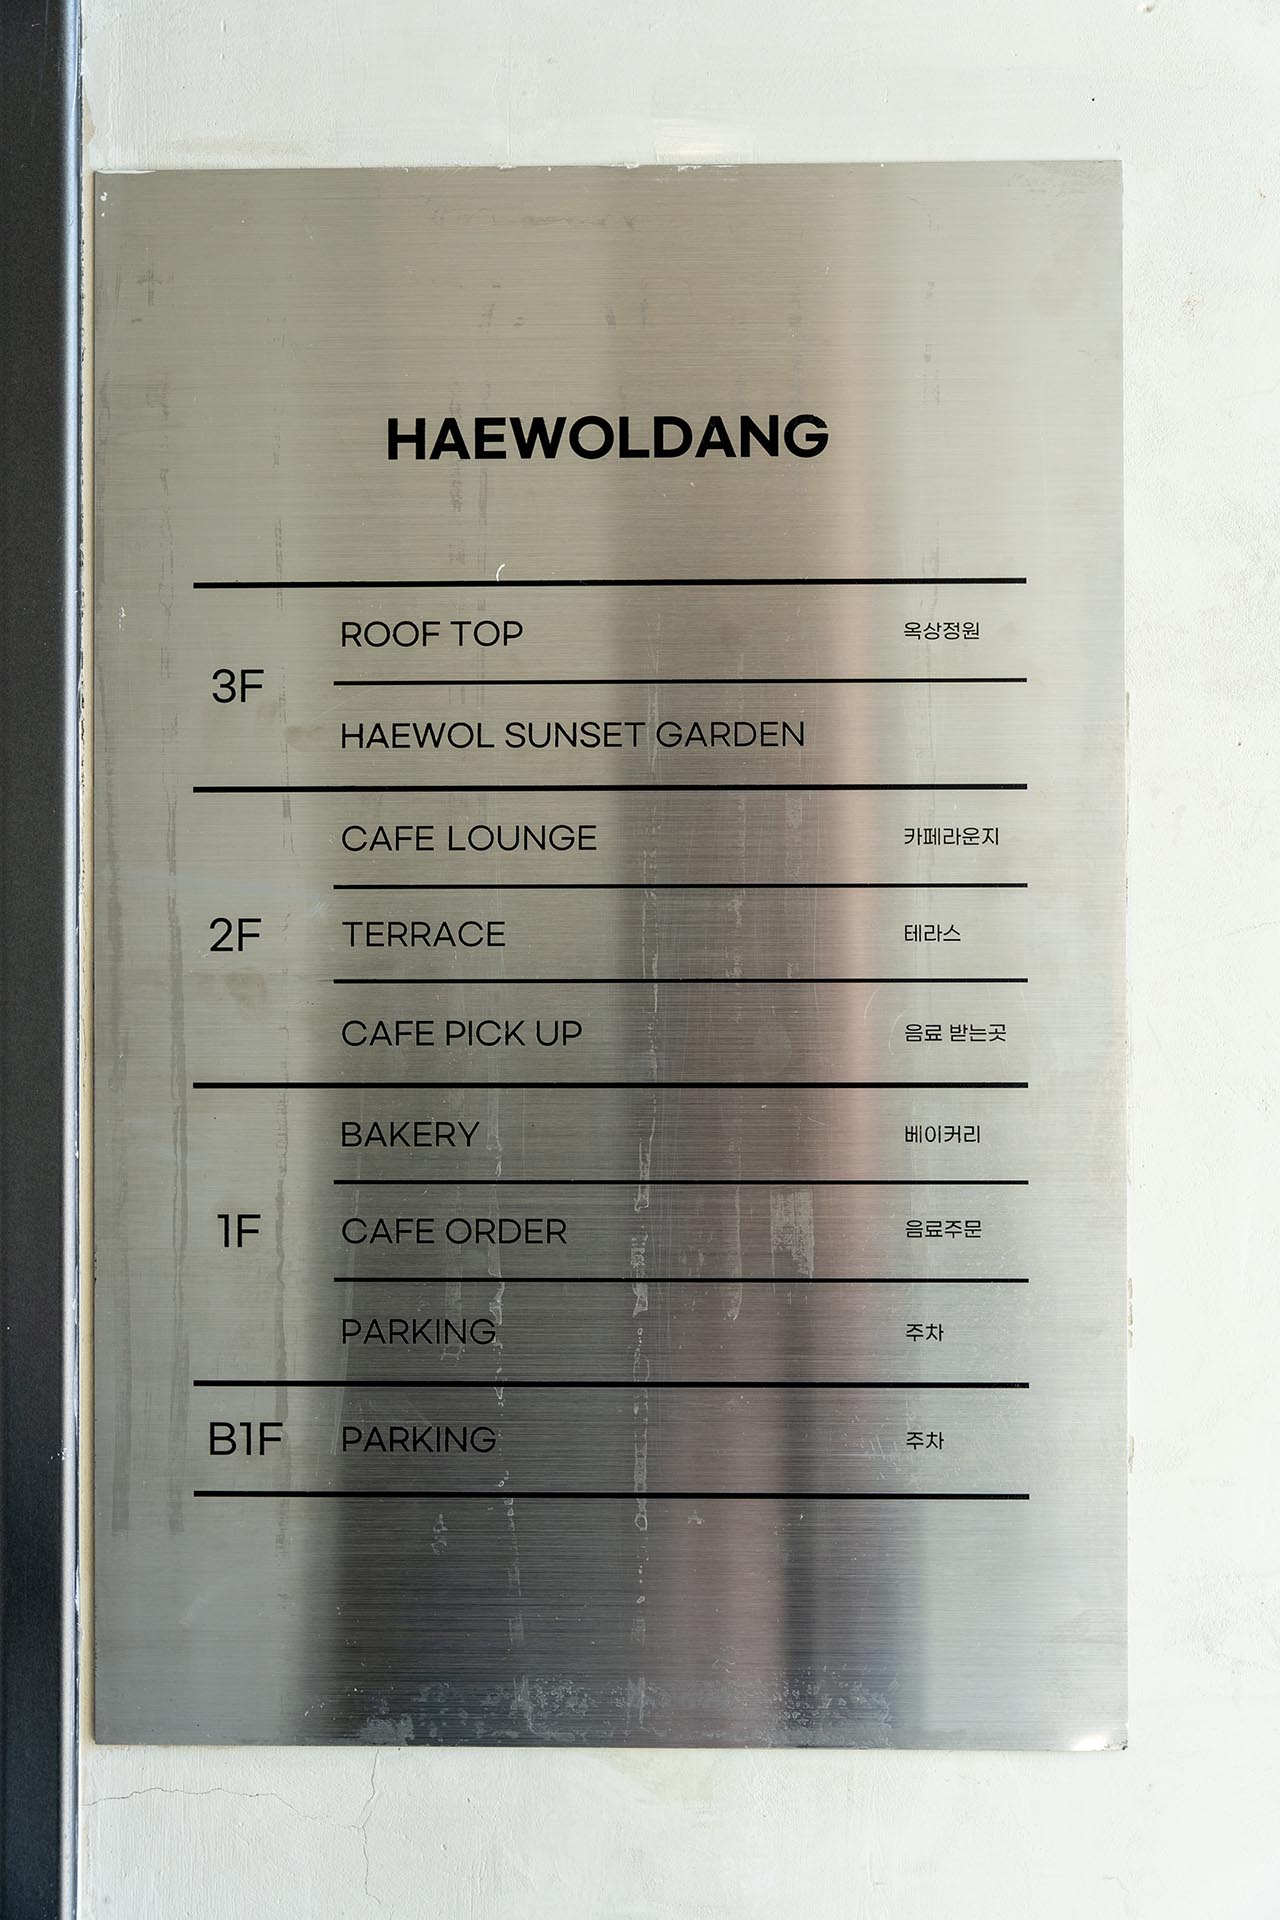 HAEWOLDANG
3F
ROOF TOP 옥상정원
HAEWOL SUNSET GARDEN
2F
CAFE LOUNGE 카페라운지
TERRACE 테라스
CAFE PICK UP 음료 받는곳
1F
BAKERY 베이커리
CAFE ORDER 음료주문
PARKING 주차
B1F PARKING 주차